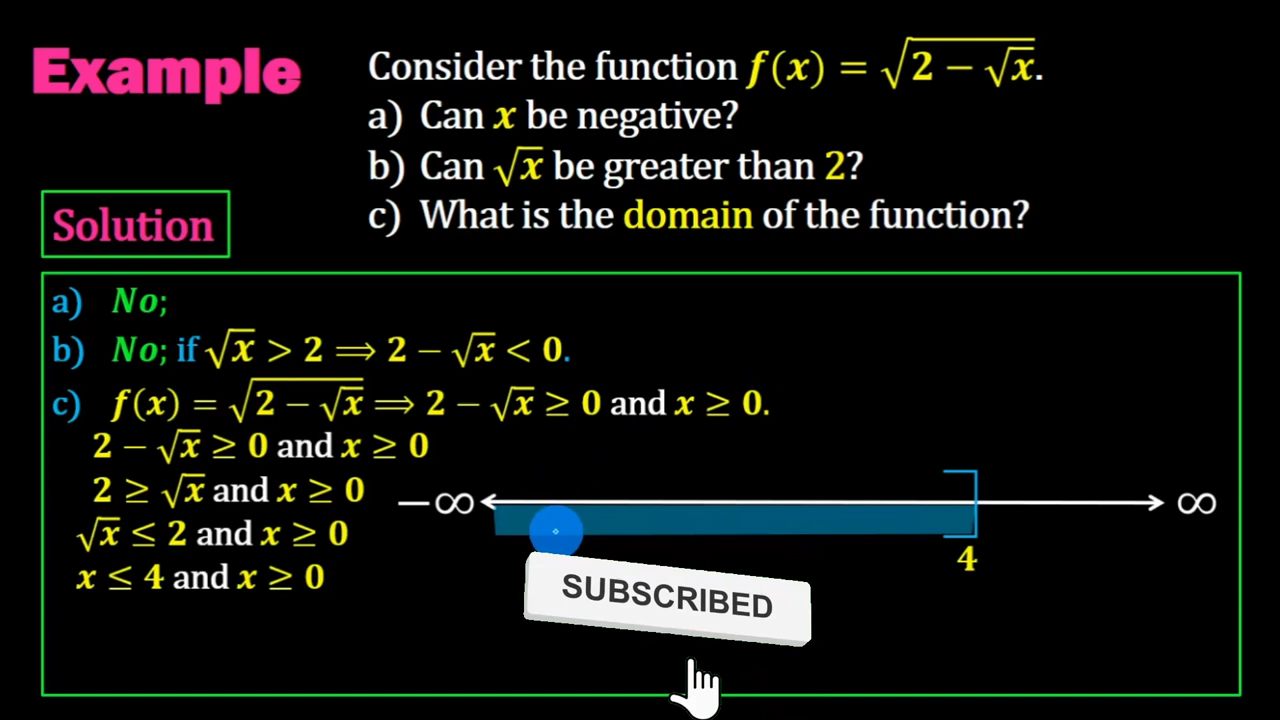 Example
Consider the function f(x) = √(2 − √x).
a) Can x be negative?
b) Can √x be greater than 2?
c) What is the domain of the function?
Solution
a) No;
b) No; if √x > 2 ⟹ 2 − √x < 0.
c) f(x) = √(2 − √x) ⟹ 2 − √x ≥ 0 and x ≥ 0.
2 − √x ≥ 0 and x ≥ 0
2 ≥ √x and x ≥ 0
√x ≤ 2 and x ≥ 0
x ≤ 4 and x ≥ 0
−∞ ∞
4
SUBSCRIBED